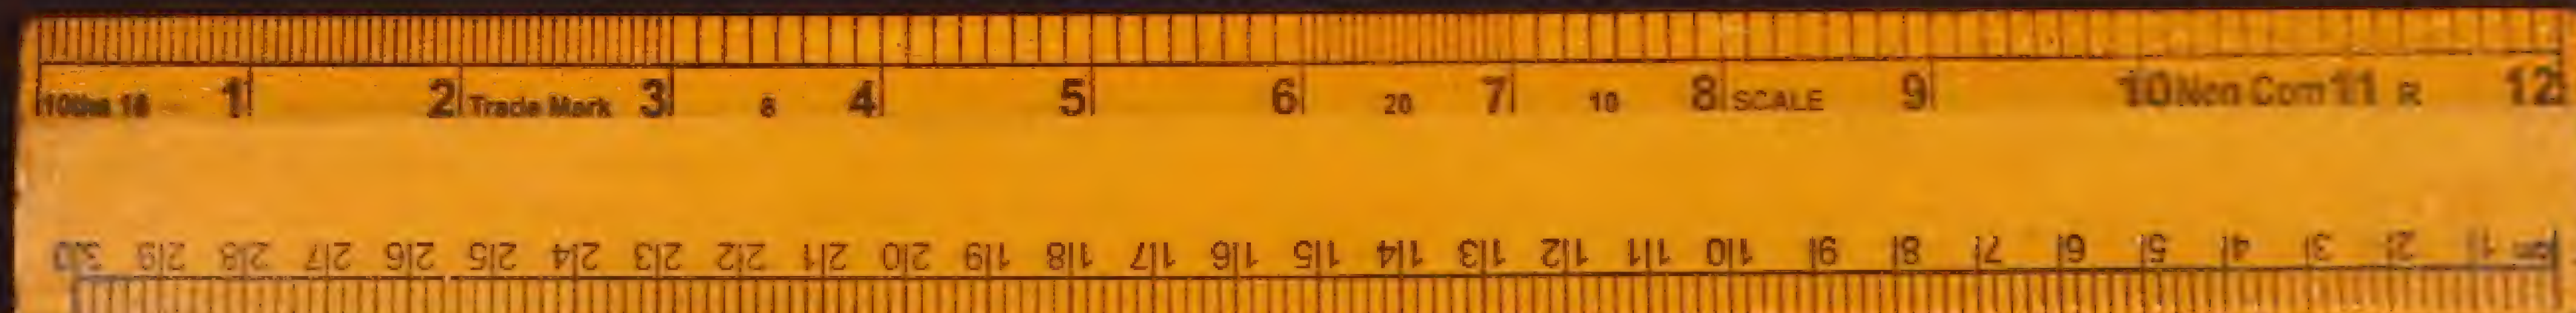 10ths 16 1 2 Trade Mark 3 8 4 5 6 20 7 10 8 SCALE 9 10 Non Com 11 R 12
cm 1 2 3 4 5 6 7 8 9 10 11 12 13 14 15 16 17 18 19 20 21 22 23 24 25 26 27 28 29 30